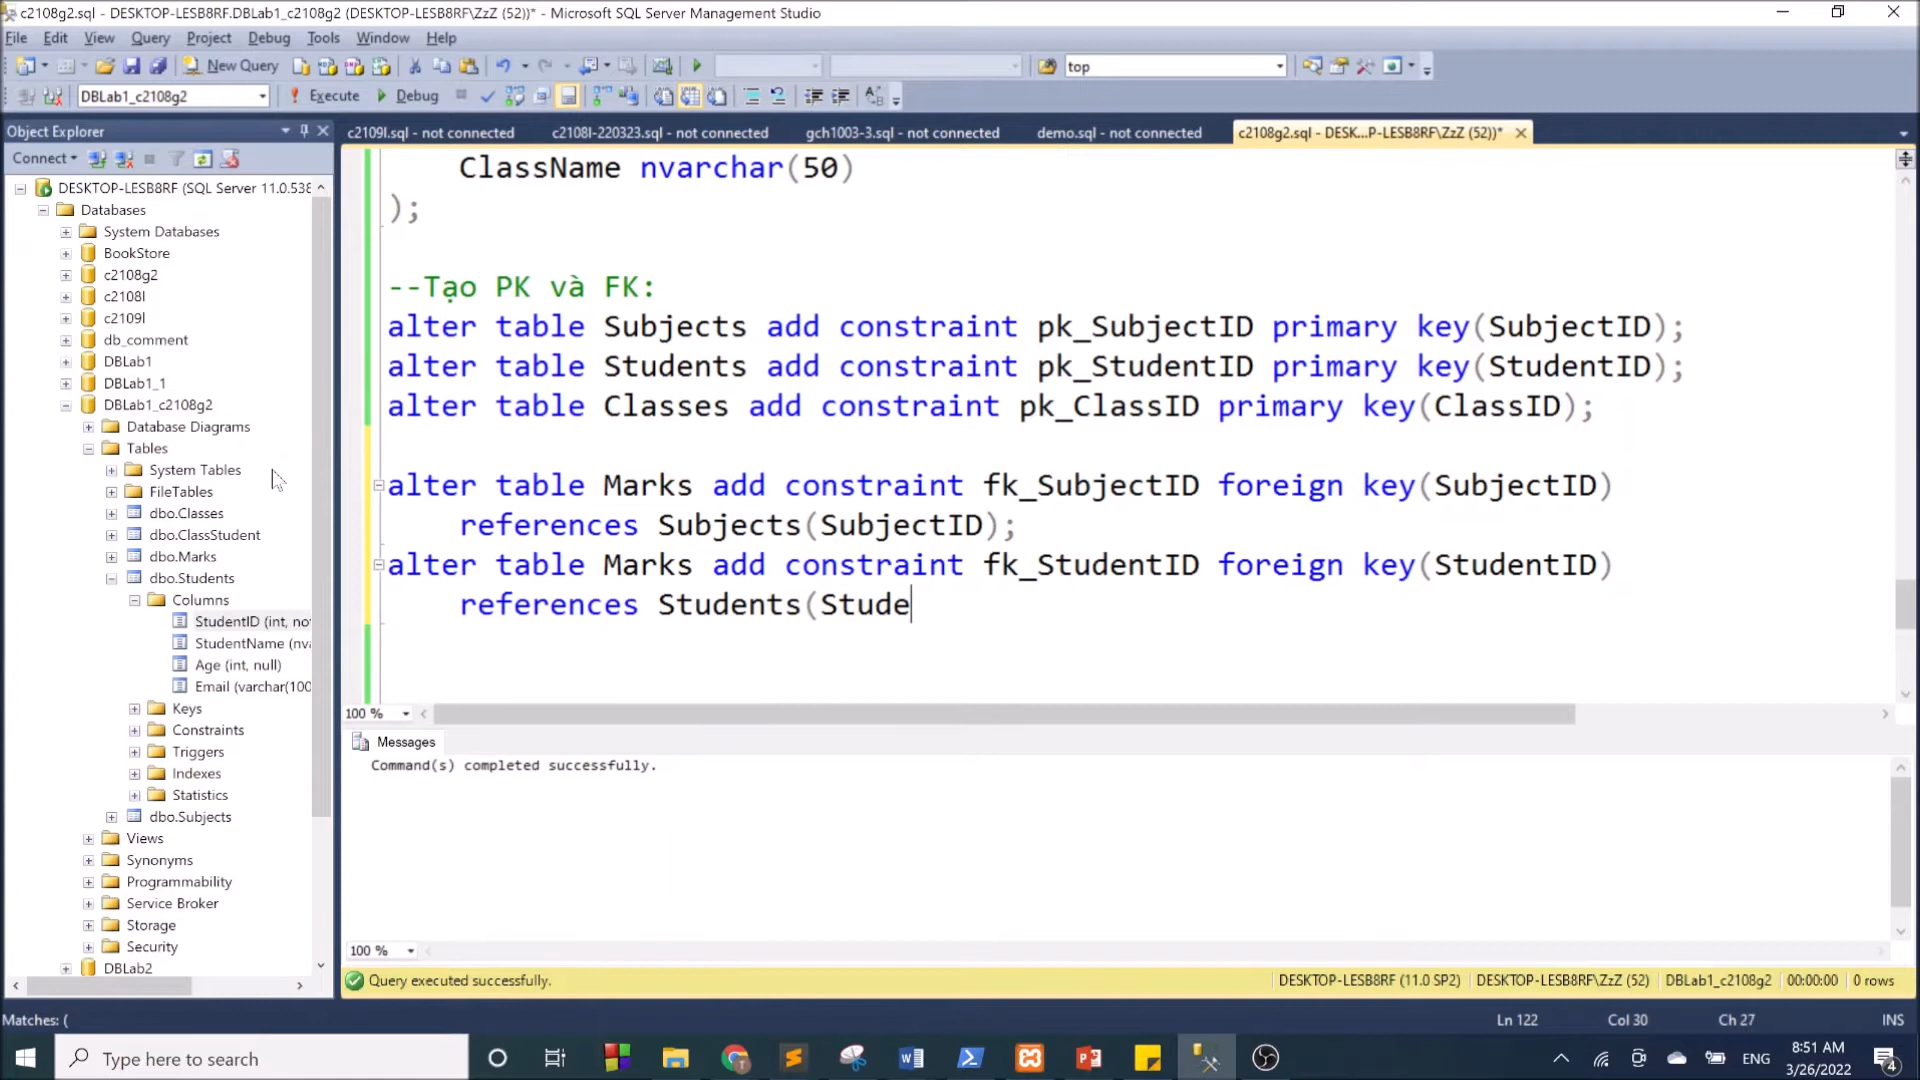 c2108g2.sql - DESKTOP-LESB8RF.DBLab1_c2108g2 (DESKTOP-LESB8RF\ZzZ (52))* - Microsoft SQL Server Management Studio
File Edit View Query Project Debug Tools Window Help
New Query top
DBLab1_c2108g2 Execute Debug
Object Explorer
c2109l.sql - not connected c2108l-220323.sql - not connected gch1003-3.sql - not connected demo.sql - not connected c2108g2.sql - DESK...P-LESB8RF\ZzZ (52))*
Connect
DESKTOP-LESB8RF (SQL Server 11.0.538
Databases
System Databases
BookStore
c2108g2
c2108l
c2109l
db_comment
DBLab1
DBLab1_1
DBLab1_c2108g2
Database Diagrams
Tables
System Tables
FileTables
dbo.Classes
dbo.ClassStudent
dbo.Marks
dbo.Students
Columns
StudentID (int, no
StudentName (nva
Age (int, null)
Email (varchar(100
Keys
Constraints
Triggers
Indexes
Statistics
dbo.Subjects
Views
Synonyms
Programmability
Service Broker
Storage
Security
DBLab2
ClassName nvarchar(50)
);
--Tạo PK và FK:
alter table Subjects add constraint pk_SubjectID primary key(SubjectID);
alter table Students add constraint pk_StudentID primary key(StudentID);
alter table Classes add constraint pk_ClassID primary key(ClassID);
alter table Marks add constraint fk_SubjectID foreign key(SubjectID)
references Subjects(SubjectID);
alter table Marks add constraint fk_StudentID foreign key(StudentID)
references Students(Stude
100 %
Messages
Command(s) completed successfully.
100 %
Query executed successfully. DESKTOP-LESB8RF (11.0 SP2) DESKTOP-LESB8RF\ZzZ (52) DBLab1_c2108g2 00:00:00 0 rows
Matches: ( Ln 122 Col 30 Ch 27 INS
Type here to search ENG 8:51 AM
3/26/2022 4